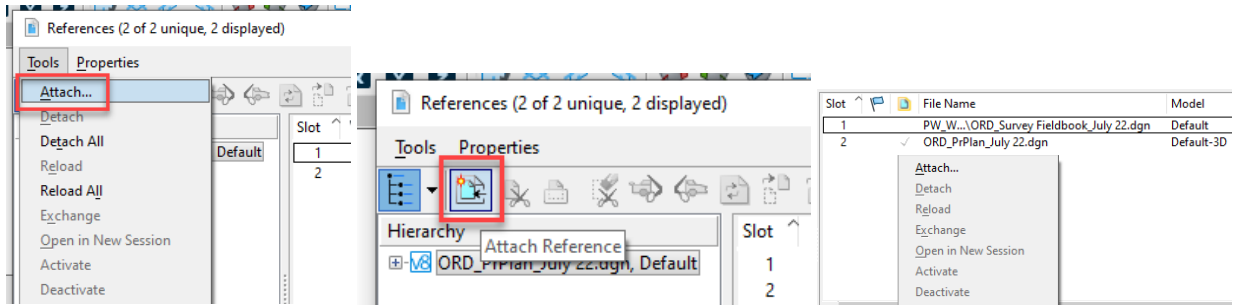 References (2 of 2 unique, 2 displayed)
Tools Properties
Attach...
Detach
Detach All
Reload
Reload All
Exchange
Open in New Session
Activate
Deactivate
Slot
Default
1
2
References (2 of 2 unique, 2 displayed)
Tools Properties
Hierarchy
Attach Reference
ORD_PrPlan_July 22.dgn, Default
Slot
1
2
Slot File Name Model
1 PW_W...\ORD_Survey Fieldbook_July 22.dgn Default
2 ORD_PrPlan_July 22.dgn Default-3D
Attach...
Detach
Reload
Exchange
Open in New Session
Activate
Deactivate